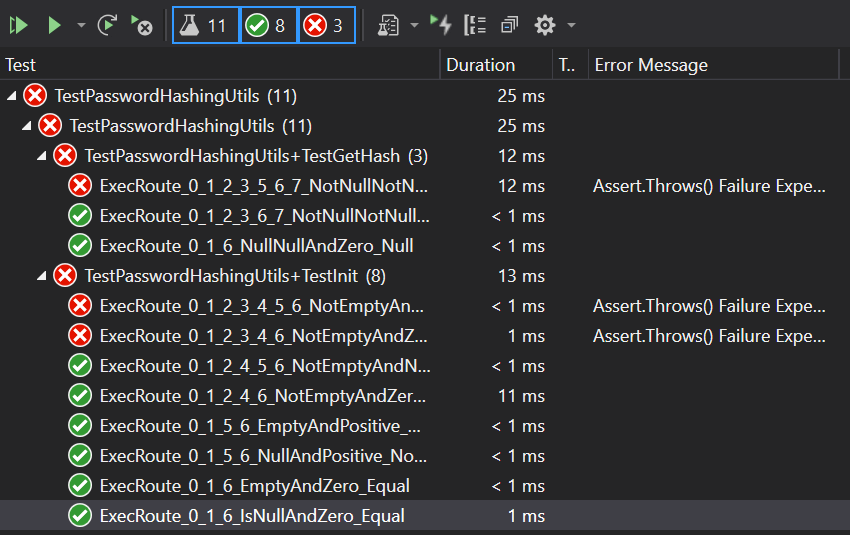 11 8 3
Test Duration T.. Error Message
TestPasswordHashingUtils (11) 25 ms
TestPasswordHashingUtils (11) 25 ms
TestPasswordHashingUtils+TestGetHash (3) 12 ms
ExecRoute_0_1_2_3_5_6_7_NotNullNotN... 12 ms Assert.Throws() Failure Expe...
ExecRoute_0_1_2_3_6_7_NotNullNotNull... < 1 ms
ExecRoute_0_1_6_NullNullAndZero_Null < 1 ms
TestPasswordHashingUtils+TestInit (8) 13 ms
ExecRoute_0_1_2_3_4_5_6_NotEmptyAn... < 1 ms Assert.Throws() Failure Expe...
ExecRoute_0_1_2_3_4_6_NotEmptyAndZ... 1 ms Assert.Throws() Failure Expe...
ExecRoute_0_1_2_4_5_6_NotEmptyAndN... < 1 ms
ExecRoute_0_1_2_4_6_NotEmptyAndZer... 11 ms
ExecRoute_0_1_5_6_EmptyAndPositive_... < 1 ms
ExecRoute_0_1_5_6_NullAndPositive_No... < 1 ms
ExecRoute_0_1_6_EmptyAndZero_Equal < 1 ms
ExecRoute_0_1_6_IsNullAndZero_Equal 1 ms